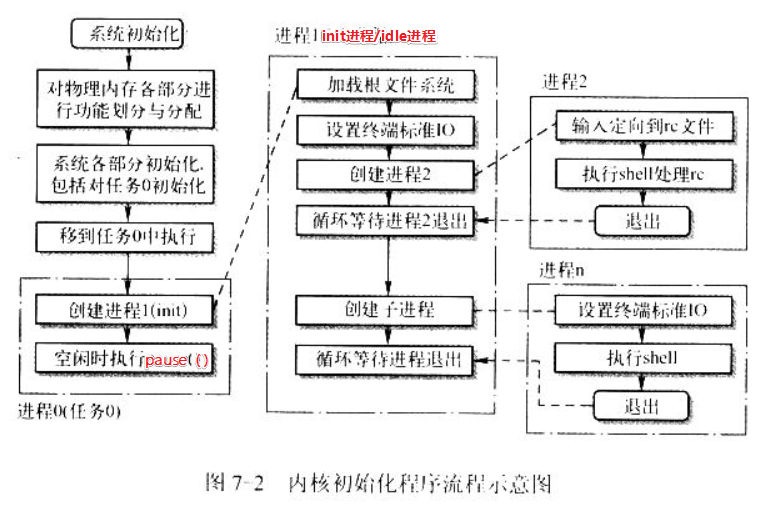 系统初始化
对物理内存各部分进
行功能划分与分配
系统各部分初始化.
包括对任务0初始化
移到任务0中执行
创建进程1(init)
空闲时执行pause()
进程0(任务0)
进程1init进程/idle进程
加载根文件系统
设置终端标准IO
创建进程2
循环等待进程2退出
创建子进程
循环等待进程退出
进程2
输入定向到rc文件
执行shell处理rc
退出
进程n
设置终端标准IO
执行shell
退出
图 7-2 内核初始化程序流程示意图